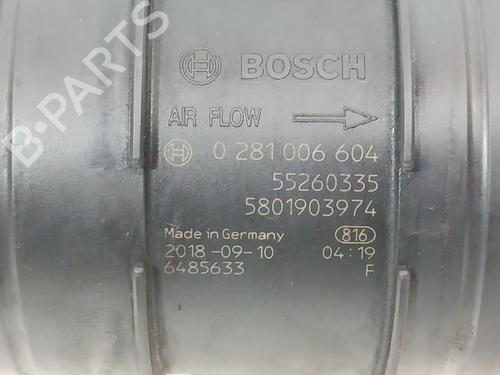 B-PARTS
BOSCH
AIR FLOW
0 281 006 604
55260335
5801903974
Made in Germany 816
2018-09-10 04:19
6485633 F